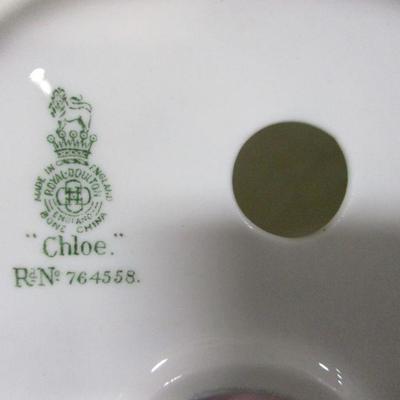 MADE IN ENGLAND
ROYAL·DOULTON
ENGLAND
BONE CHINA
"Chloe."
Rd No 764558.